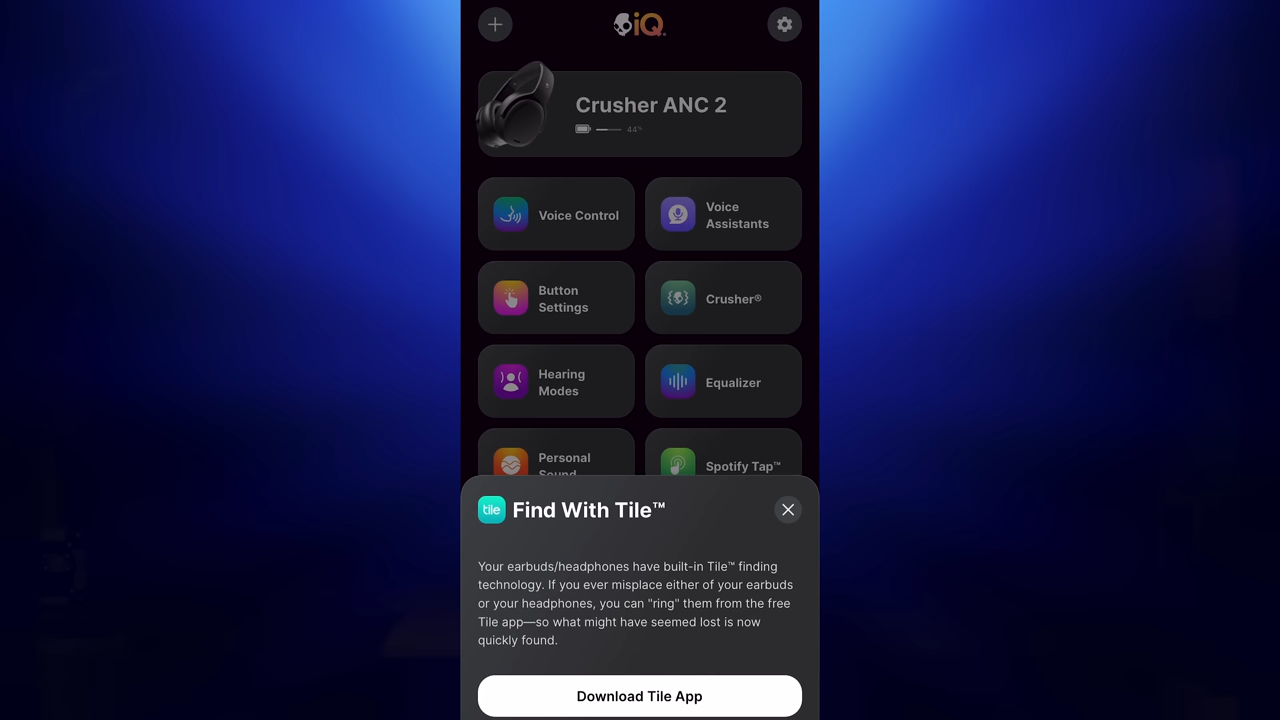 iQ.
Crusher ANC 2
44%
Voice Control
Voice
Assistants
Button
Settings
Crusher®
Hearing
Modes
Equalizer
Personal
Sound
Spotify Tap™
tile
Find With Tile™
Your earbuds/headphones have built-in Tile™ finding
technology. If you ever misplace either of your earbuds
or your headphones, you can "ring" them from the free
Tile app—so what might have seemed lost is now
quickly found.
Download Tile App